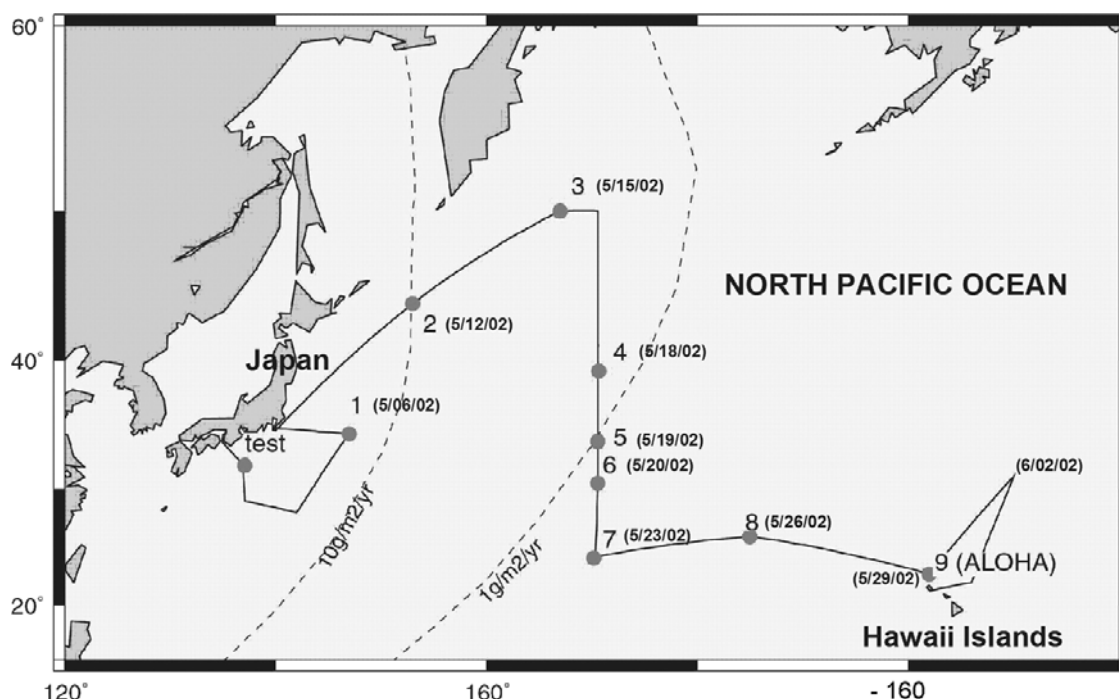 60°
3 (5/15/02)
NORTH PACIFIC OCEAN
2 (5/12/02)
40°
Japan
4 (5/18/02)
1 (5/06/02)
test
5 (5/19/02)
6 (5/20/02)
(6/02/02)
10g/m2/yr
7 (5/23/02)
8 (5/26/02)
1g/m2/yr
9 (ALOHA)
(5/29/02)
20°
Hawaii Islands
120°
160°
- 160